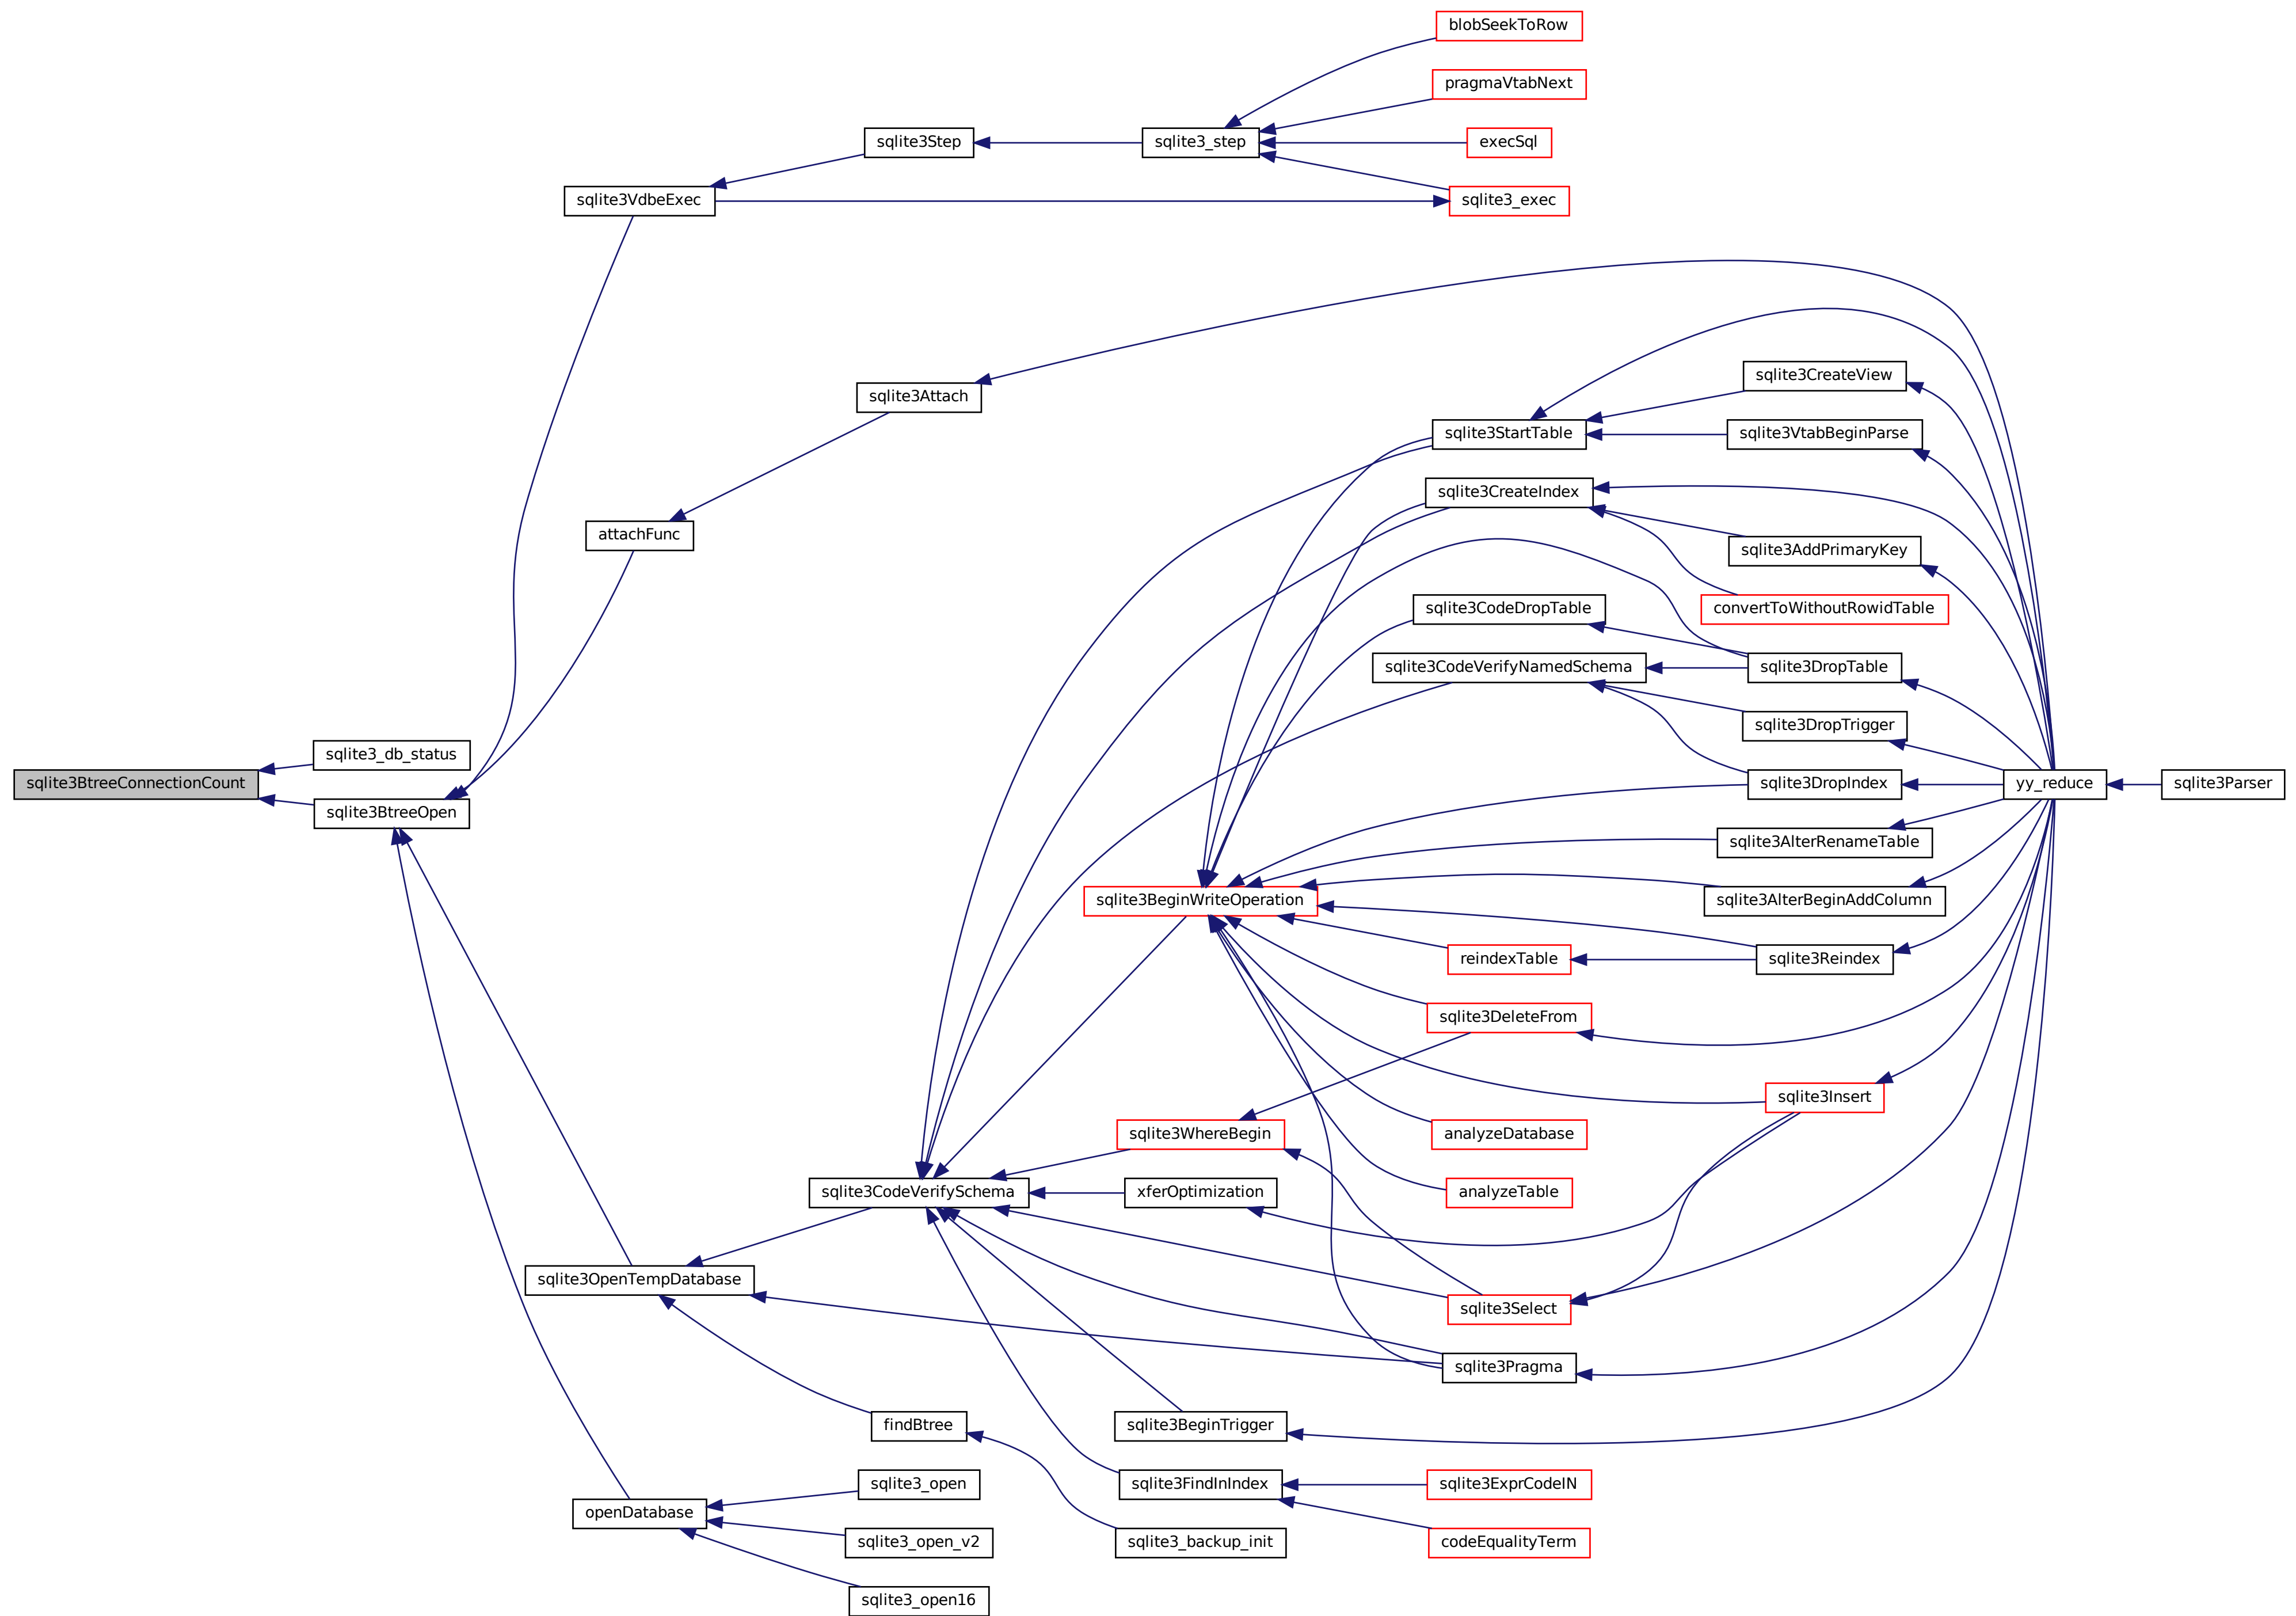 blobSeekToRow
pragmaVtabNext
sqlite3Step
sqlite3_step
execSql
sqlite3VdbeExec
sqlite3_exec
sqlite3CreateView
sqlite3Attach
sqlite3StartTable
sqlite3VtabBeginParse
sqlite3CreateIndex
attachFunc
sqlite3AddPrimaryKey
sqlite3CodeDropTable
convertToWithoutRowidTable
sqlite3CodeVerifyNamedSchema
sqlite3DropTable
sqlite3DropTrigger
sqlite3_db_status
sqlite3BtreeConnectionCount
sqlite3DropIndex
yy_reduce
sqlite3Parser
sqlite3BtreeOpen
sqlite3AlterRenameTable
sqlite3BeginWriteOperation
sqlite3AlterBeginAddColumn
reindexTable
sqlite3Reindex
sqlite3DeleteFrom
sqlite3Insert
sqlite3WhereBegin
analyzeDatabase
sqlite3CodeVerifySchema
xferOptimization
analyzeTable
sqlite3OpenTempDatabase
sqlite3Select
sqlite3Pragma
findBtree
sqlite3BeginTrigger
sqlite3_open
sqlite3FindInIndex
sqlite3ExprCodeIN
openDatabase
sqlite3_open_v2
sqlite3_backup_init
codeEqualityTerm
sqlite3_open16